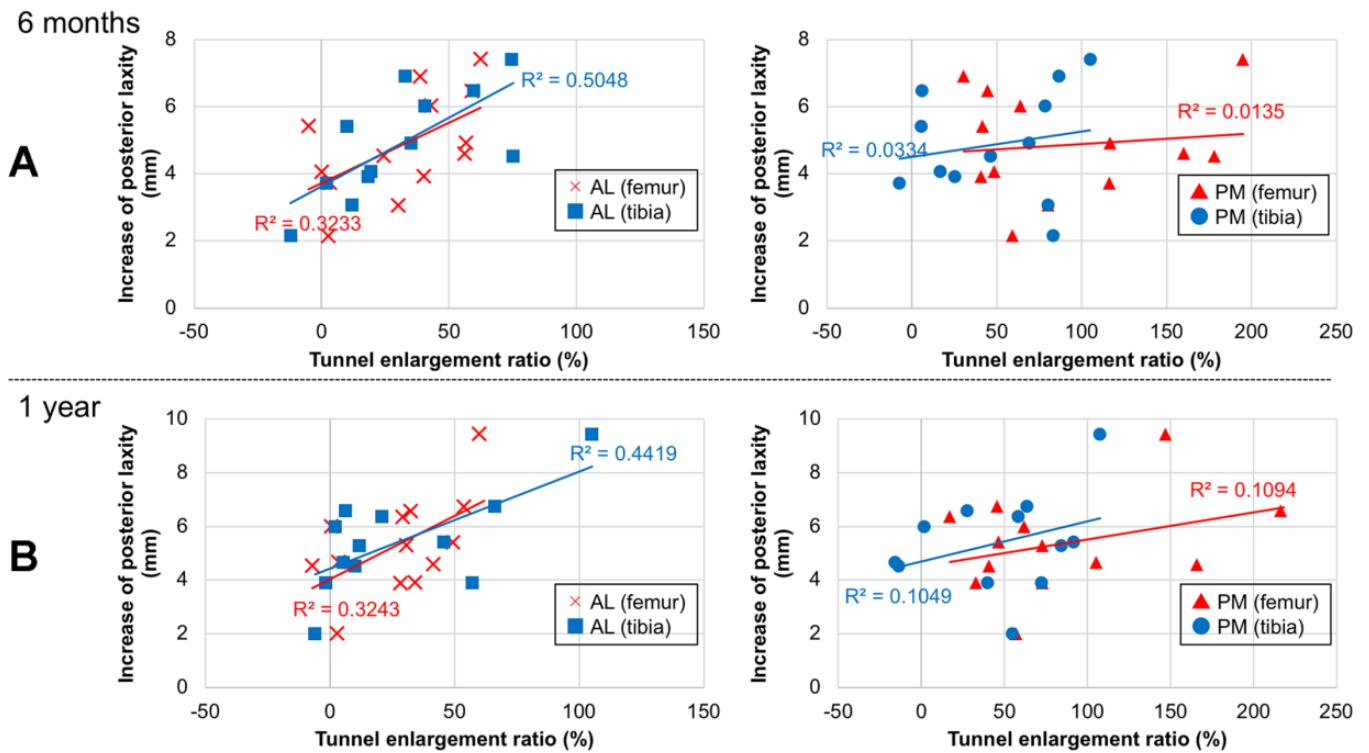 6 months
A
Increase of posterior laxity
(mm)
8
6
4
2
0
-50 0 50 100 150
Tunnel enlargement ratio (%)
R² = 0.5048
R² = 0.3233
AL (femur)
AL (tibia)
Increase of posterior laxity
(mm)
8
6
4
2
0
-50 0 50 100 150 200 250
Tunnel enlargement ratio (%)
R² = 0.0135
R² = 0.0334
PM (femur)
PM (tibia)
1 year
B
Increase of posterior laxity
(mm)
10
8
6
4
2
0
-50 0 50 100 150
Tunnel enlargement ratio (%)
R² = 0.4419
R² = 0.3243
AL (femur)
AL (tibia)
Increase of posterior laxity
(mm)
10
8
6
4
2
0
-50 0 50 100 150 200 250
Tunnel enlargement ratio (%)
R² = 0.1094
R² = 0.1049
PM (femur)
PM (tibia)